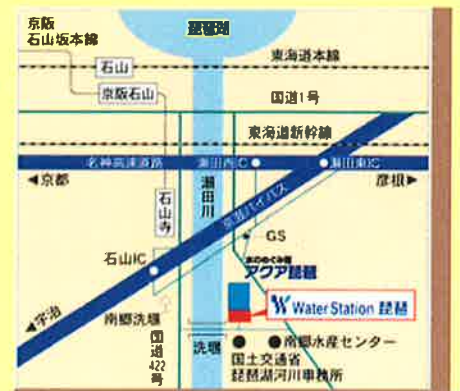 京阪
石山坂本線
琵琶湖
東海道本線
石山
京阪石山
国道1号
東海道新幹線
名神高速道路
瀬田西IC
瀬田東IC
◀京都
彦根▶
石山寺
瀬田川
京滋バイパス
GS
水のめぐみ館
アクア琵琶
石山IC
Water Station 琵琶
◀宇治
南郷洗堰
国道422号
洗堰
南郷水産センター
国土交通省
琵琶湖河川事務所